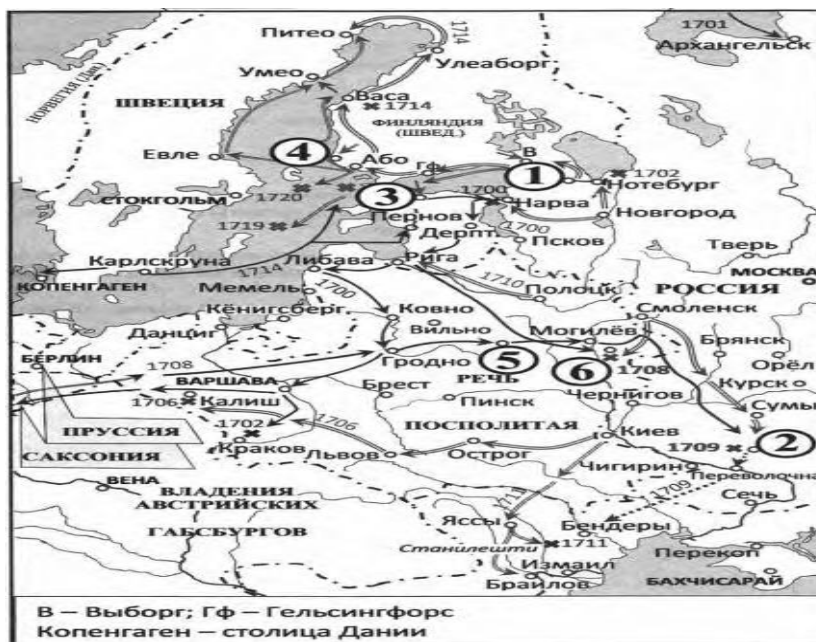 Питео
1714
1701
Архангельск
Улеаборг
Умео
НОРВЕГИЯ (Дан.)
ШВЕЦИЯ
Васа
1714
ФИНЛЯНДИЯ
(ШВЕД.)
Евле
4
Або
Гф
В
1
1702
Нотебург
1720
СТОКГОЛЬМ
3
1700
Нарва
Новгород
1719
Пернов
Дерпт
1700
Псков
Тверь
Карлскруна
1714
КОПЕНГАГЕН
Либава
Рига
1710
Полоцк
МОСКВА
РОССИЯ
Мемель
1700
Смоленск
Кёнигсберг
Ковно
Вильно
Могилёв
Данциг
Брянск
БЕРЛИН
1708
Гродно
5
6
1708
Орёл
ВАРШАВА
РЕЧЬ
Курск
1706
Калиш
Брест
Пинск
Чернигов
Сумы
ПРУССИЯ
1702
1706
ПОСПОЛИТАЯ
САКСОНИЯ
Краков
Львов
Острог
Киев
1709
2
Чигирин
Переволочна
ВЕНА
ВЛАДЕНИЯ
АВСТРИЙСКИХ
ГАБСБУРГОВ
1711
1709
Сечь
Яссы
Бендеры
Станилешти
1711
Перекоп
Измаил
Браилов
БАХЧИСАРАЙ
В – Выборг; Гф – Гельсингфорс
Копенгаген – столица Дании